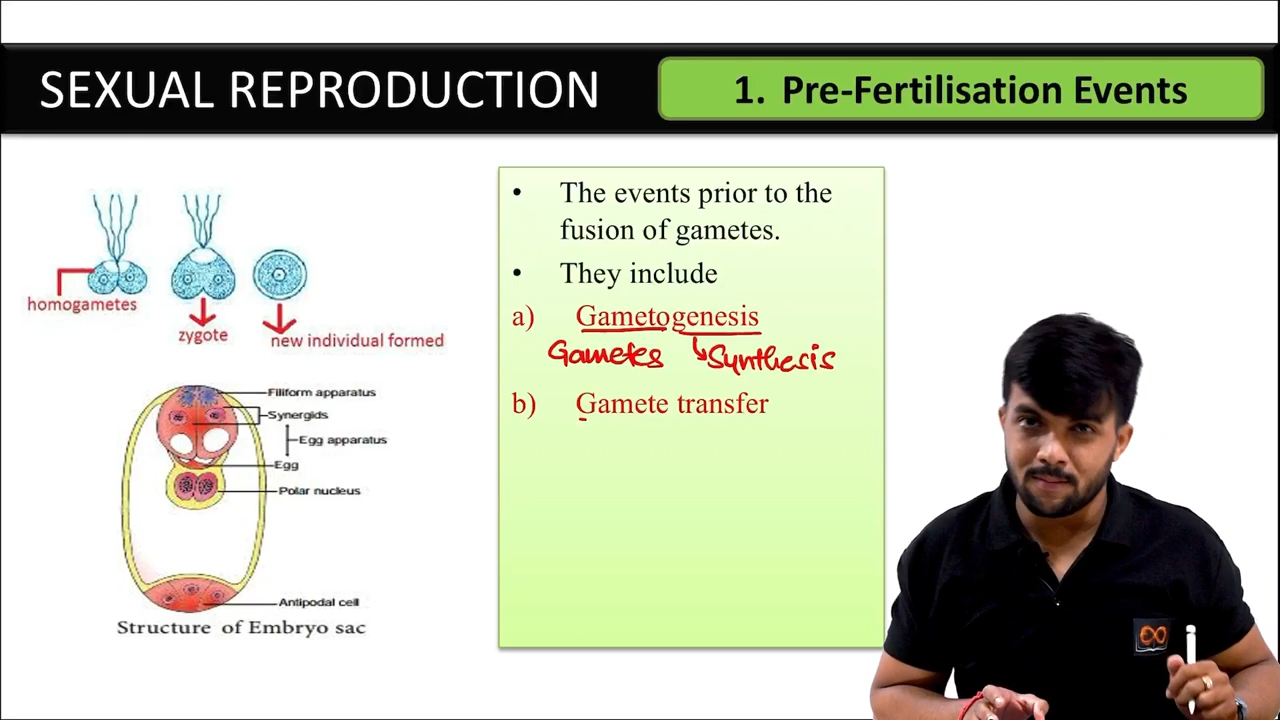 SEXUAL REPRODUCTION
1. Pre-Fertilisation Events
homogametes
zygote
new individual formed
Filiform apparatus
Synergids
Egg apparatus
Egg
Polar nucleus
Antipodal cell
Structure of Embryo sac
• The events prior to the
fusion of gametes.
• They include
a) Gametogenesis
Gametes Synthesis
b) Gamete transfer